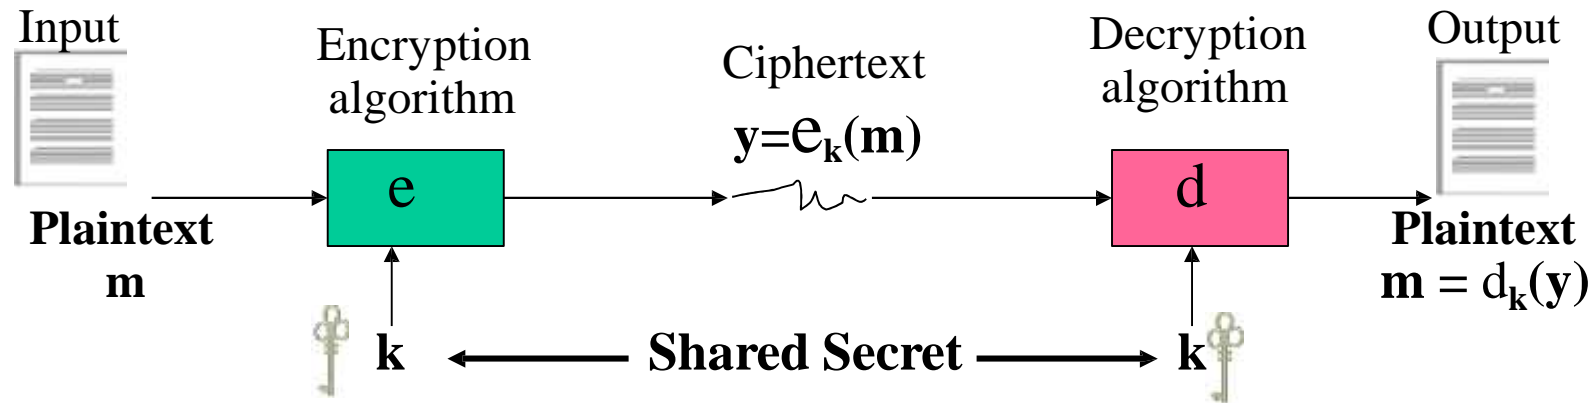 Input
Plaintext
m
Encryption
algorithm
e
k
Ciphertext
y=eₖ(m)
Shared Secret
Decryption
algorithm
d
k
Output
Plaintext
m = dₖ(y)